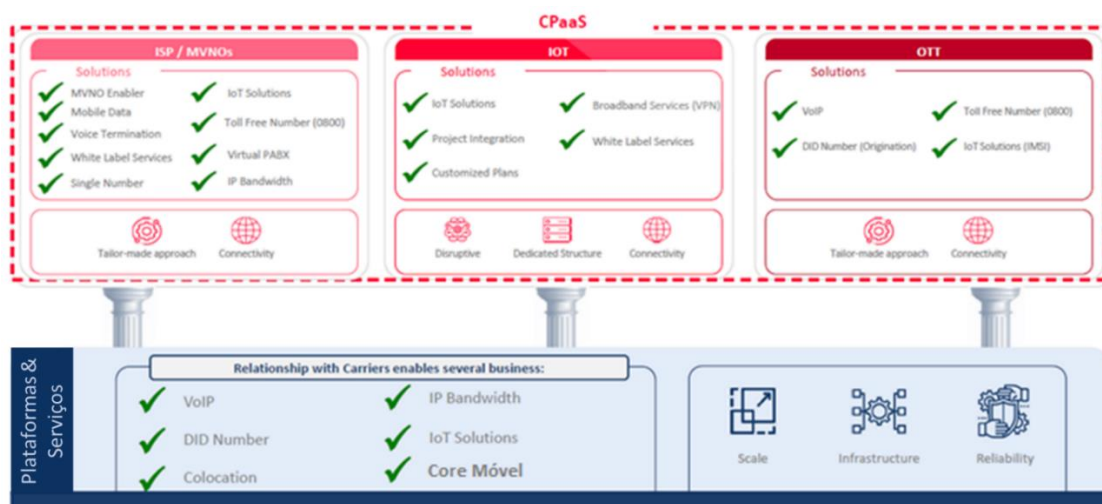 CPaaS
ISP / MVNOs
Solutions
MVNO Enabler
Mobile Data
Voice Termination
White Label Services
Single Number
IoT Solutions
Toll Free Number (0800)
Virtual PABX
IP Bandwidth
Tailor-made approach
Connectivity
IOT
Solutions
IoT Solutions
Project Integration
Customized Plans
Broadband Services (VPN)
White Label Services
Disruptive
Dedicated Structure
Connectivity
OTT
Solutions
VoIP
DID Number (Origination)
Toll Free Number (0800)
IoT Solutions (IMSI)
Tailor-made approach
Connectivity
Plataformas &
Serviços
Relationship with Carriers enables several business:
VoIP
DID Number
Colocation
IP Bandwidth
IoT Solutions
Core Móvel
Scale
Infrastructure
Reliability